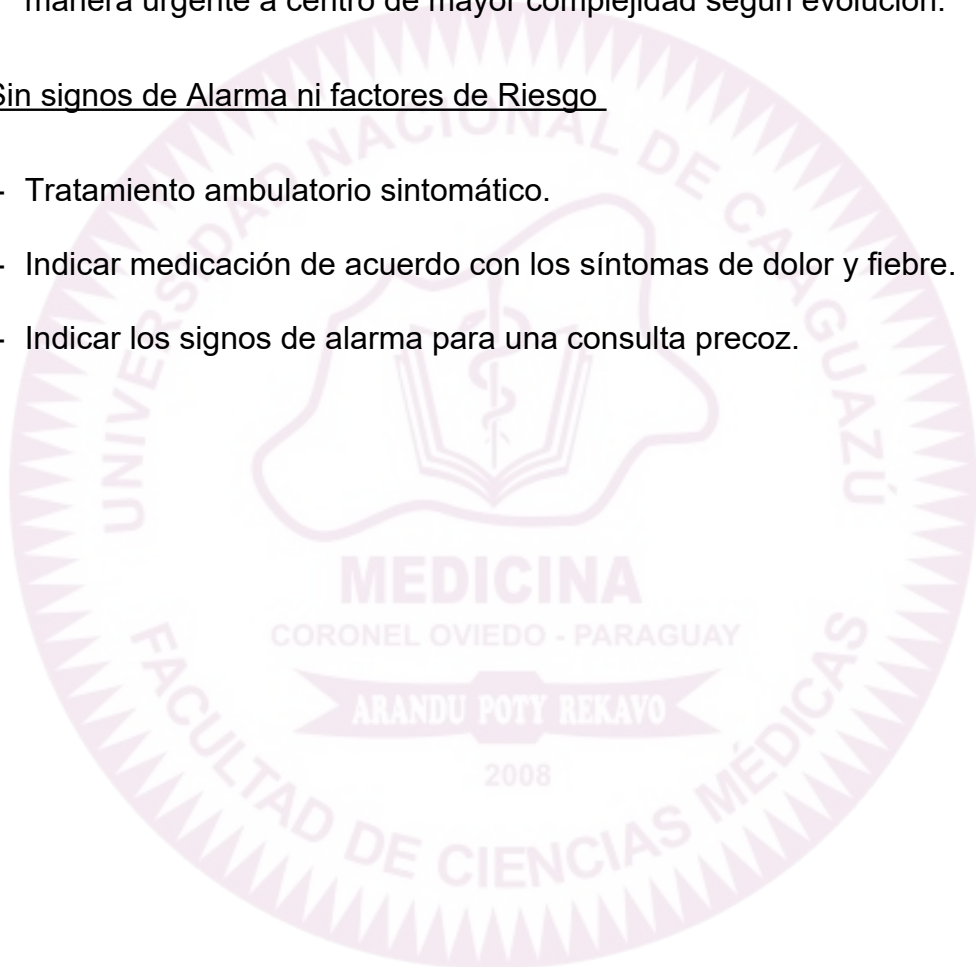 manera urgente a centro de mayor complejidad según evolución.
Sin signos de Alarma ni factores de Riesgo
- Tratamiento ambulatorio sintomático.
- Indicar medicación de acuerdo con los síntomas de dolor y fiebre.
- Indicar los signos de alarma para una consulta precoz.
UNIVERSIDAD NACIONAL DE CAAGUAZÚ
MEDICINA
CORONEL OVIEDO - PARAGUAY
ARANDU POTY REKAVO
2008
FACULTAD DE CIENCIAS MÉDICAS